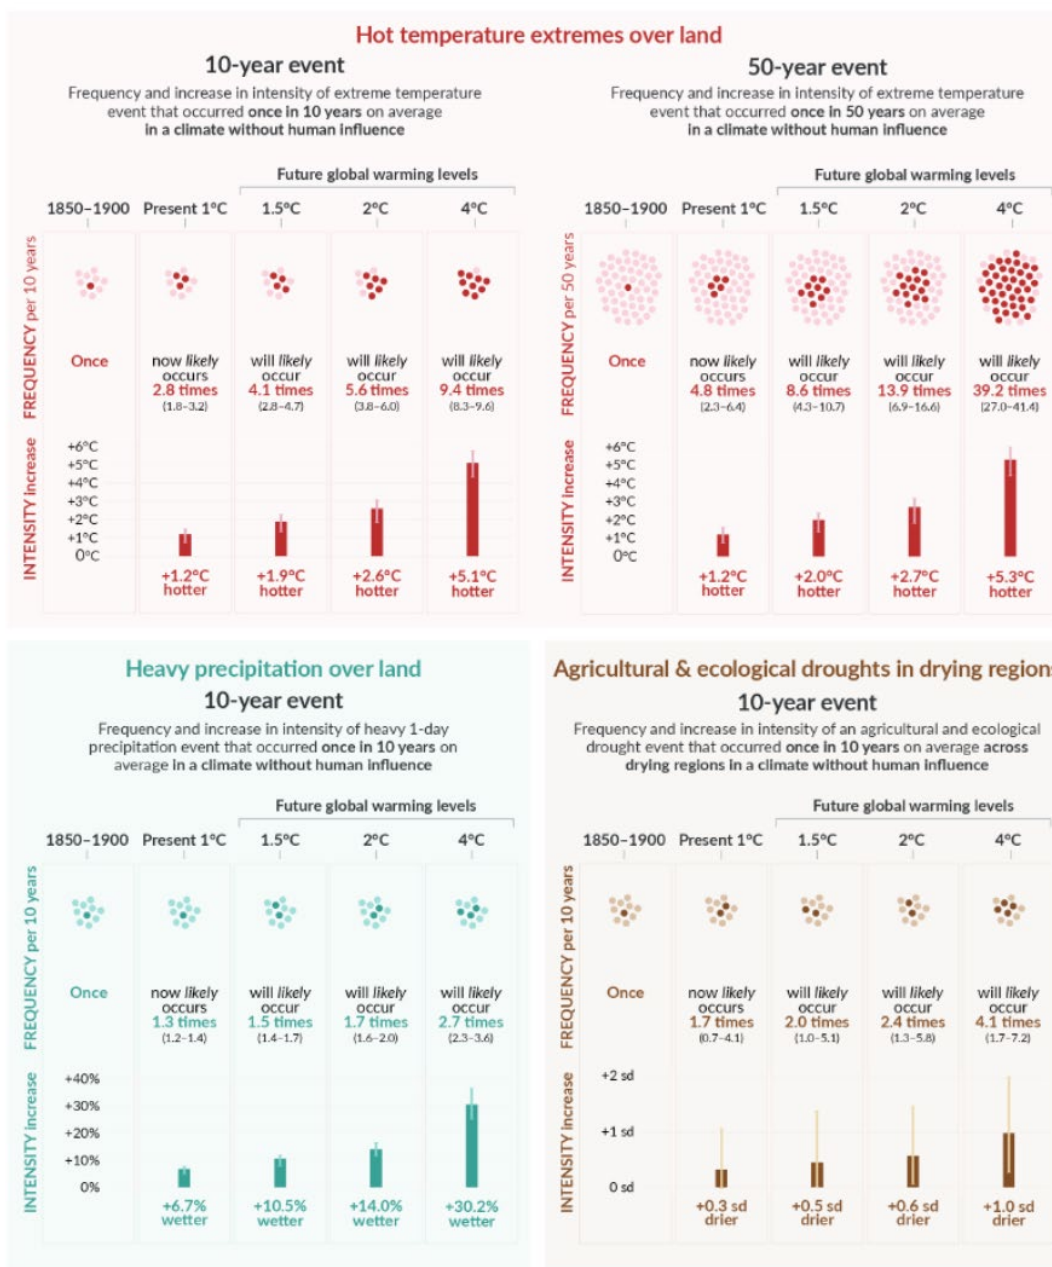 Hot temperature extremes over land
10-year event
Frequency and increase in intensity of extreme temperature
event that occurred once in 10 years on average
in a climate without human influence
Future global warming levels
1850–1900 Present 1°C 1.5°C 2°C 4°C
FREQUENCY per 10 years
Once
now likely occurs 2.8 times (1.8–3.2)
will likely occur 4.1 times (2.8–4.7)
will likely occur 5.6 times (3.8–6.0)
will likely occur 9.4 times (8.3–9.6)
INTENSITY increase
+6°C
+5°C
+4°C
+3°C
+2°C
+1°C
0°C
+1.2°C hotter
+1.9°C hotter
+2.6°C hotter
+5.1°C hotter
50-year event
Frequency and increase in intensity of extreme temperature
event that occurred once in 50 years on average
in a climate without human influence
Future global warming levels
1850–1900 Present 1°C 1.5°C 2°C 4°C
FREQUENCY per 50 years
Once
now likely occurs 4.8 times (2.3–6.4)
will likely occur 8.6 times (4.3–10.7)
will likely occur 13.9 times (6.9–16.6)
will likely occur 39.2 times (27.0–41.4)
INTENSITY increase
+6°C
+5°C
+4°C
+3°C
+2°C
+1°C
0°C
+1.2°C hotter
+2.0°C hotter
+2.7°C hotter
+5.3°C hotter
Heavy precipitation over land
10-year event
Frequency and increase in intensity of heavy 1-day
precipitation event that occurred once in 10 years on
average in a climate without human influence
Future global warming levels
1850–1900 Present 1°C 1.5°C 2°C 4°C
FREQUENCY per 10 years
Once
now likely occurs 1.3 times (1.2–1.4)
will likely occur 1.5 times (1.4–1.7)
will likely occur 1.7 times (1.6–2.0)
will likely occur 2.7 times (2.3–3.6)
INTENSITY increase
+40%
+30%
+20%
+10%
0%
+6.7% wetter
+10.5% wetter
+14.0% wetter
+30.2% wetter
Agricultural & ecological droughts in drying regions
10-year event
Frequency and increase in intensity of an agricultural and ecological
drought event that occurred once in 10 years on average across
drying regions in a climate without human influence
Future global warming levels
1850–1900 Present 1°C 1.5°C 2°C 4°C
FREQUENCY per 10 years
Once
now likely occurs 1.7 times (0.7–4.1)
will likely occur 2.0 times (1.0–5.1)
will likely occur 2.4 times (1.3–5.8)
will likely occur 4.1 times (1.7–7.2)
INTENSITY increase
+2 sd
+1 sd
0 sd
+0.3 sd drier
+0.5 sd drier
+0.6 sd drier
+1.0 sd drier